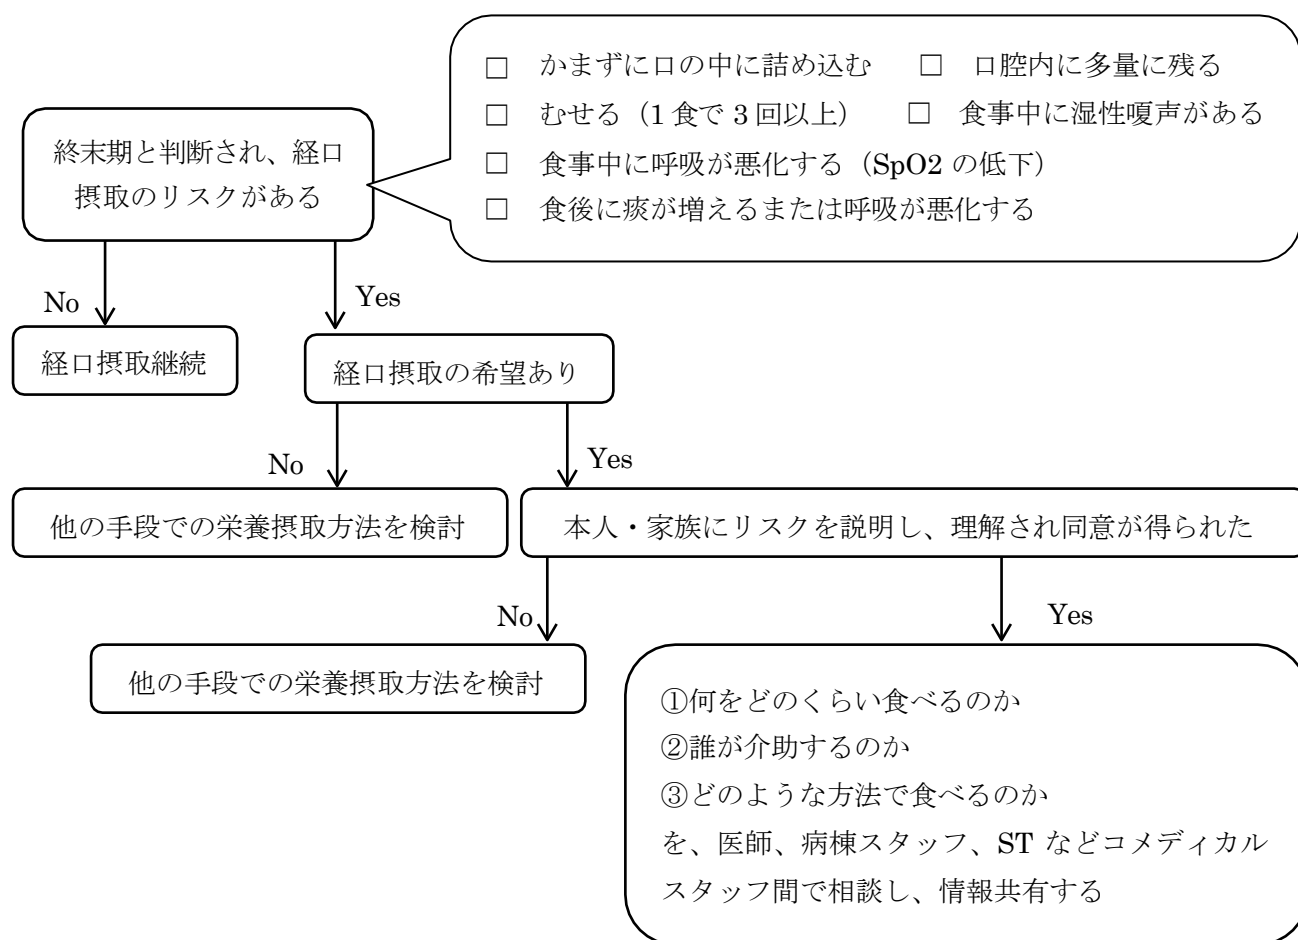 □ かまずに口の中に詰め込む □ 口腔内に多量に残る
□ むせる（1食で3回以上） □ 食事中に湿性嗄声がある
□ 食事中に呼吸が悪化する（SpO2 の低下）
□ 食後に痰が増えるまたは呼吸が悪化する
終末期と判断され、経口
摂取のリスクがある
No
Yes
経口摂取継続
経口摂取の希望あり
No
Yes
他の手段での栄養摂取方法を検討
本人・家族にリスクを説明し、理解され同意が得られた
No
Yes
他の手段での栄養摂取方法を検討
①何をどのくらい食べるのか
②誰が介助するのか
③どのような方法で食べるのか
を、医師、病棟スタッフ、ST などコメディカル
スタッフ間で相談し、情報共有する